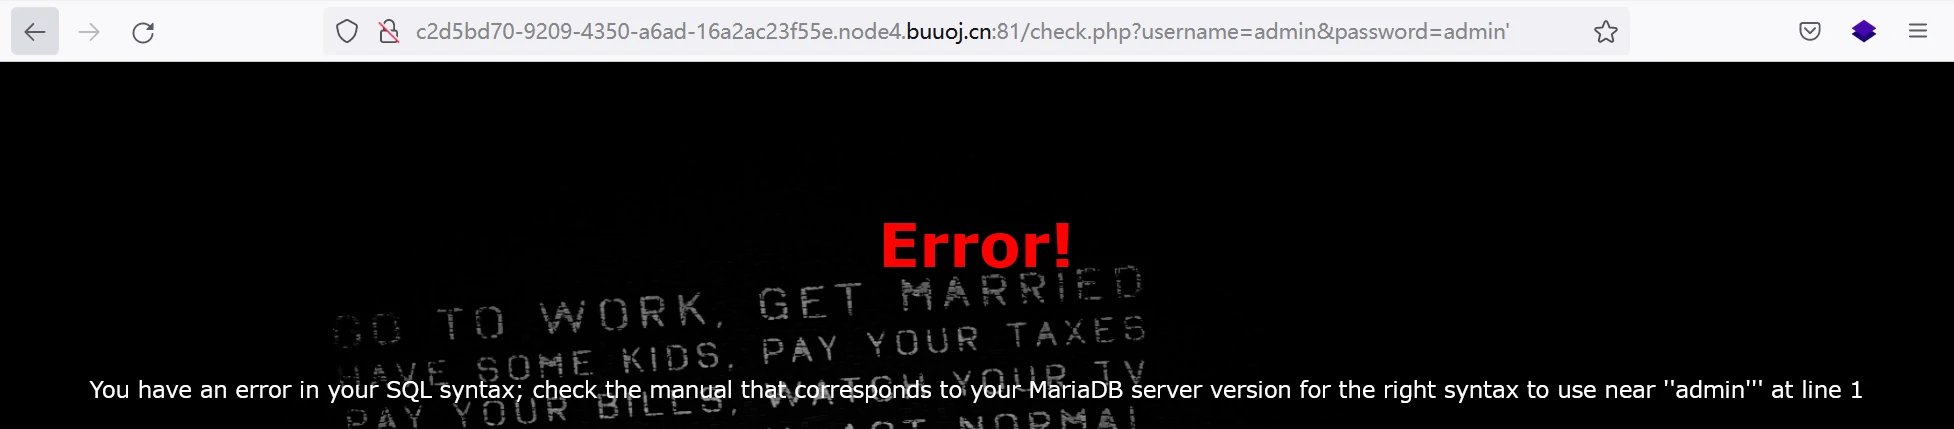 c2d5bd70-9209-4350-a6ad-16a2ac23f55e.node4.buuoj.cn:81/check.php?username=admin&password=admin'
Error!
GO TO WORK, GET MARRIED
HAVE SOME KIDS, PAY YOUR TAXES
PAY YOUR BILLS, WATCH YOUR TV
You have an error in your SQL syntax; check the manual that corresponds to your MariaDB server version for the right syntax to use near ''admin''' at line 1
ACT NORMAL